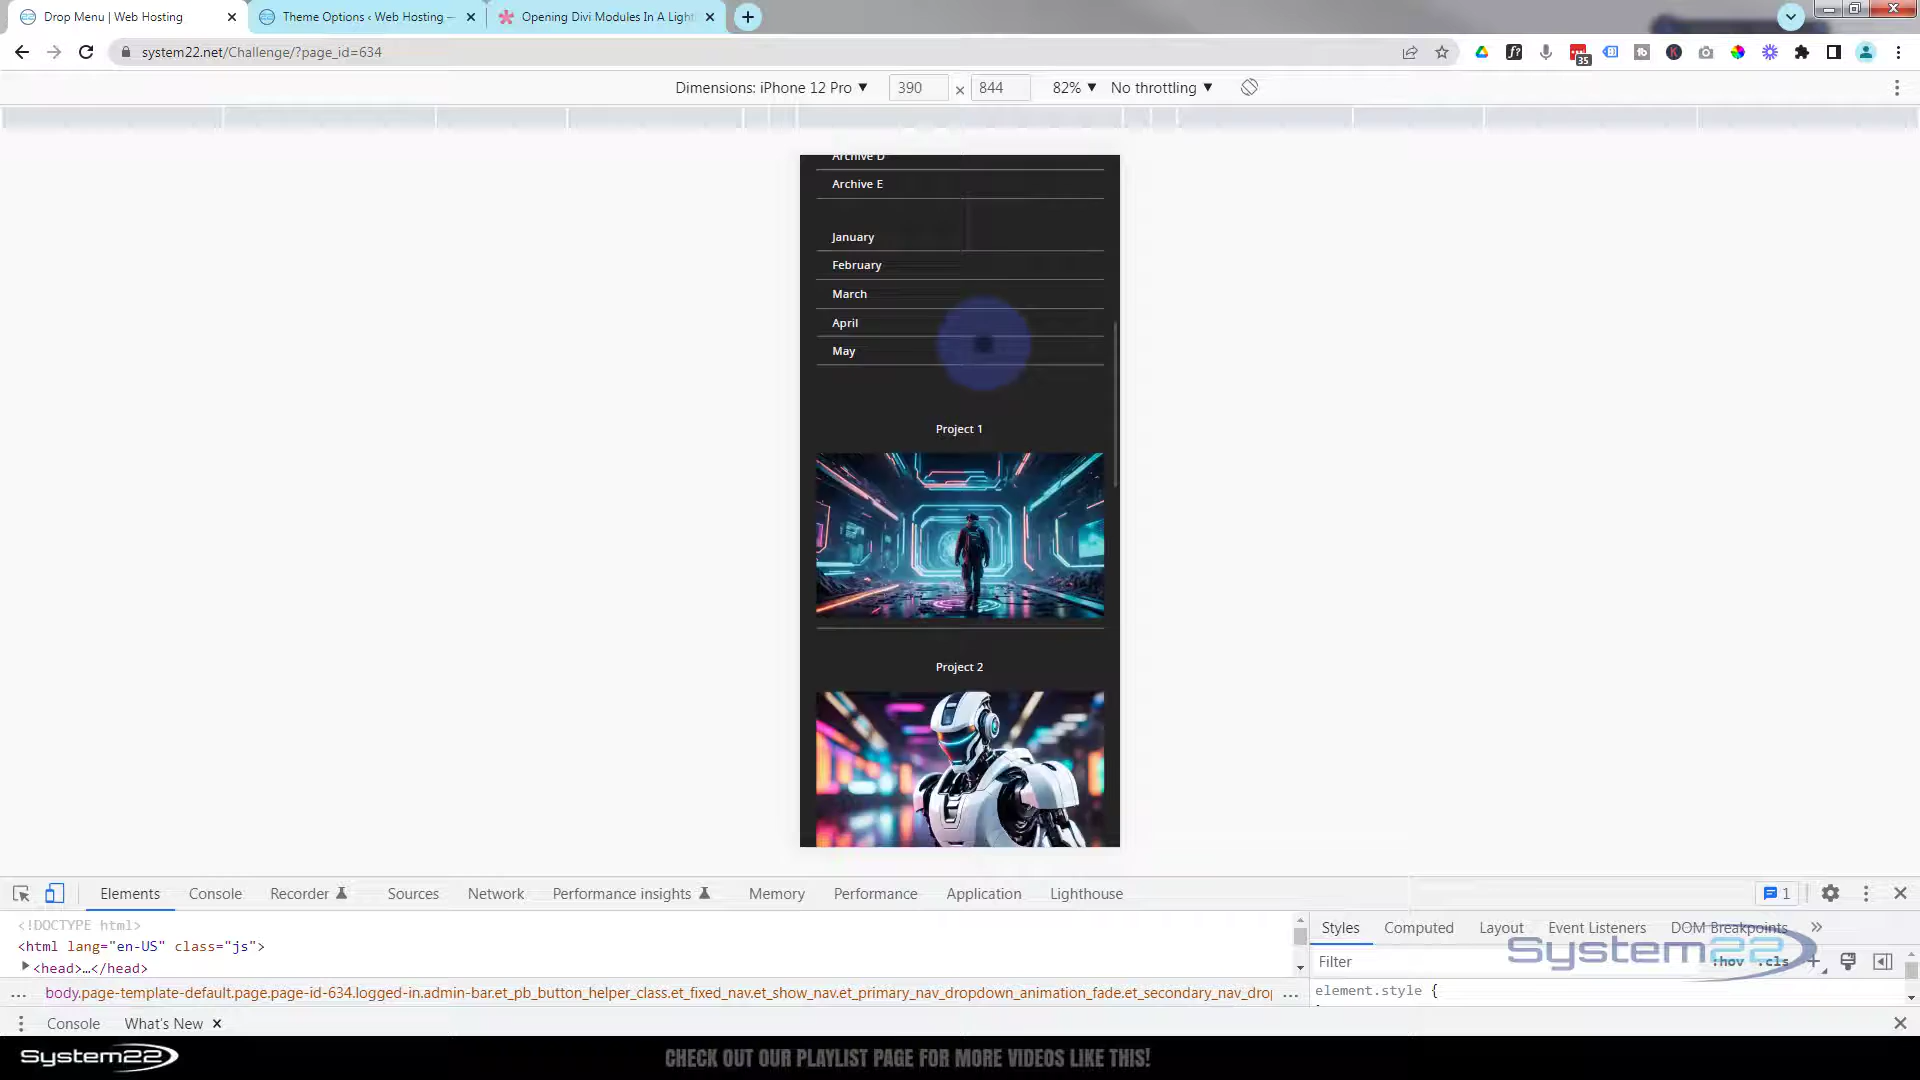 Drop Menu | Web Hosting
Theme Options ‹ Web Hosting —
Opening Divi Modules In A Light
system22.net/Challenge/?page_id=634
35
Dimensions: iPhone 12 Pro ▼ 390 × 844 82% ▼ No throttling ▼
Archive D
Archive E
January
February
March
April
May
Project 1
Project 2
Elements Console Recorder Sources Network Performance insights Memory Performance Application Lighthouse 1
<!DOCTYPE html>
<html lang="en-US" class="js">
<head>…</head>
… body.page-template-default.page.page-id-634.logged-in.admin-bar.et_pb_button_helper_class.et_fixed_nav.et_show_nav.et_primary_nav_dropdown_animation_fade.et_secondary_nav_drop …
Styles Computed Layout Event Listeners DOM Breakpoints »
System22
Filter :hov .cls +
element.style {
Console What's New
System22
CHECK OUT OUR PLAYLIST PAGE FOR MORE VIDEOS LIKE THIS!